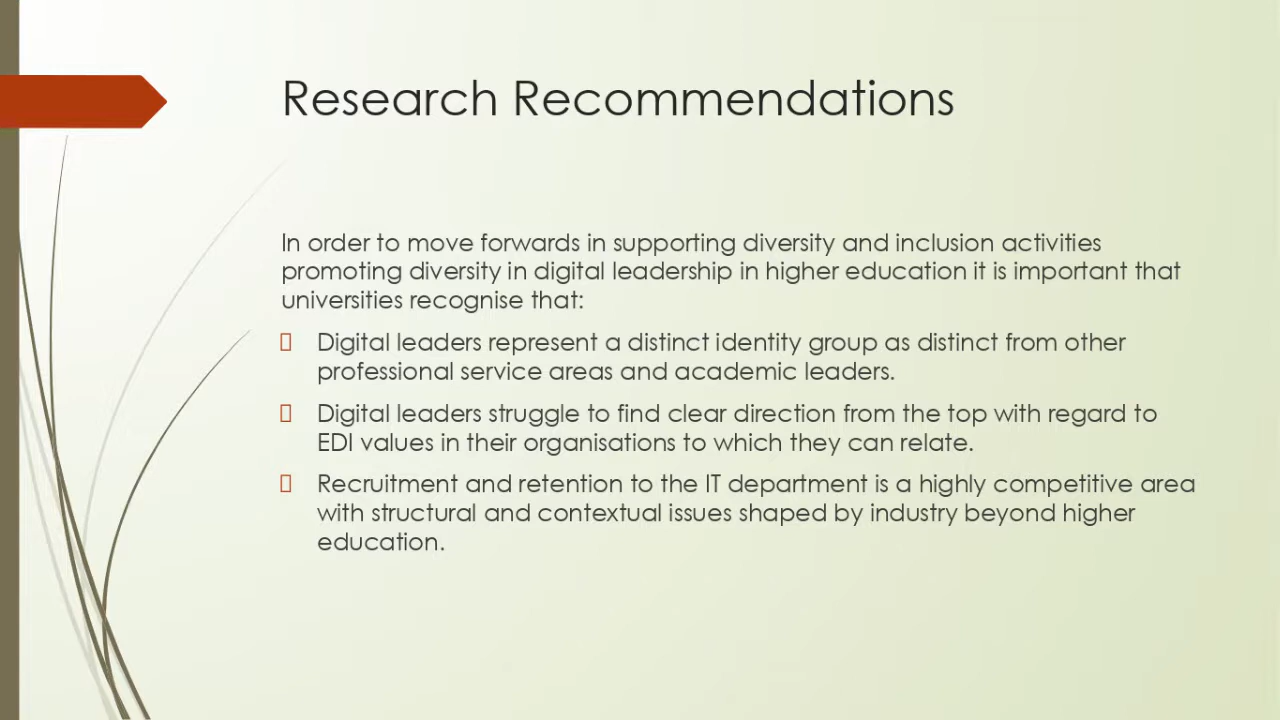 Research Recommendations
In order to move forwards in supporting diversity and inclusion activities
promoting diversity in digital leadership in higher education it is important that
universities recognise that:
Digital leaders represent a distinct identity group as distinct from other
professional service areas and academic leaders.
Digital leaders struggle to find clear direction from the top with regard to
EDI values in their organisations to which they can relate.
Recruitment and retention to the IT department is a highly competitive area
with structural and contextual issues shaped by industry beyond higher
education.